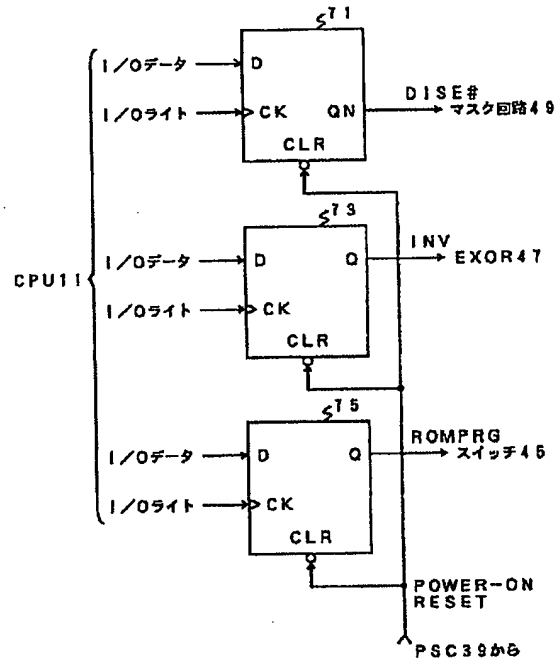 71
I/Oデータ
D
DISE#
I/Oライト
CK
QN
マスク回路49
CLR
73
INV
I/Oデータ
D
Q
EXOR47
CPU11
I/Oライト
CK
CLR
75
ROMPRG
I/Oデータ
D
Q
スイッチ45
I/Oライト
CK
CLR
POWER-ON
RESET
PSC39から